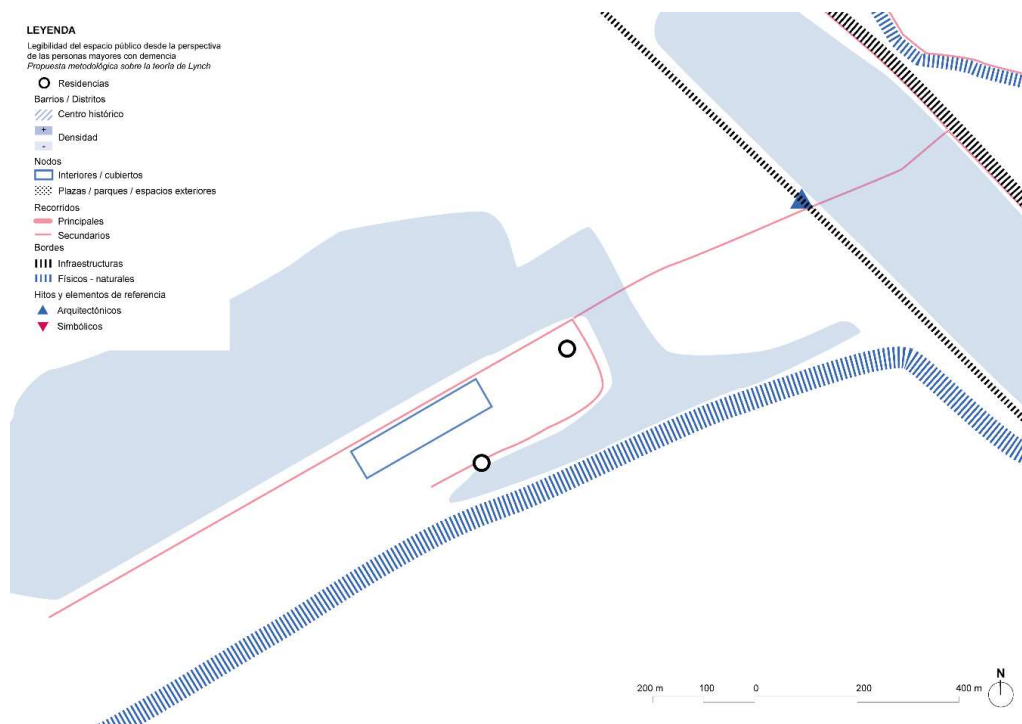 LEYENDA
Legibilidad del espacio público desde la perspectiva
de las personas mayores con demencia
Propuesta metodológica sobre la teoría de Lynch
Residencias
Barrios / Distritos
Centro histórico
+
Densidad
-
Nodos
Interiores / cubiertos
Plazas / parques / espacios exteriores
Recorridos
Principales
Secundarios
Bordes
Infraestructuras
Físicos - naturales
Hitos y elementos de referencia
Arquitectónicos
Simbólicos
200 m 100 0 200 400 m
N